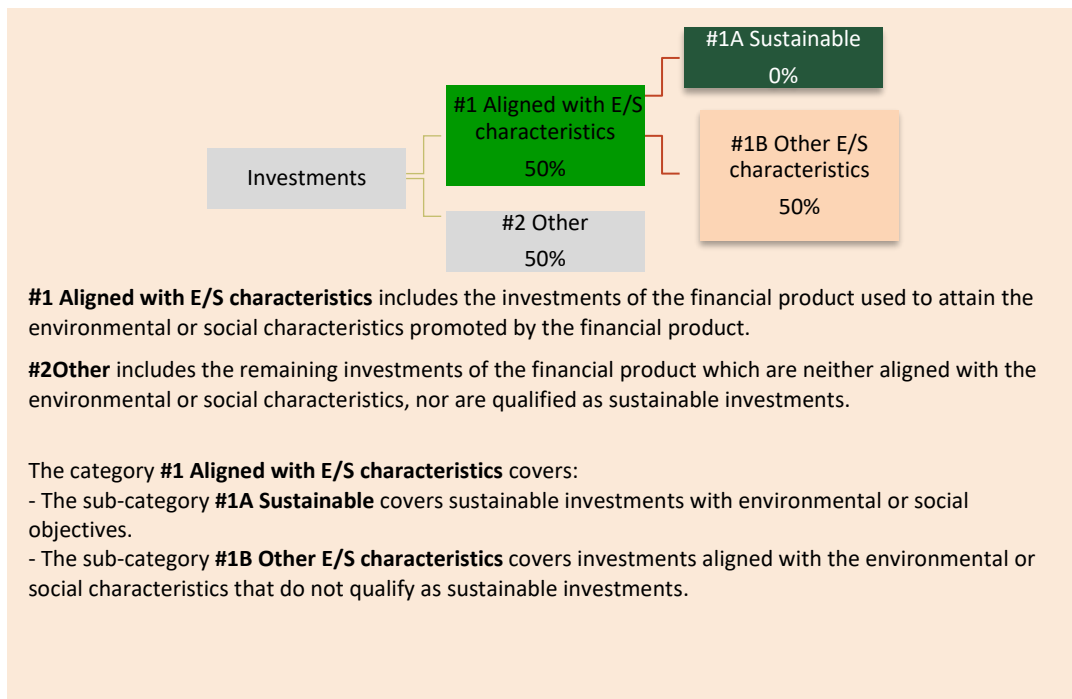 #1A Sustainable
0%
#1 Aligned with E/S
characteristics
50%
#1B Other E/S
characteristics
50%
Investments
#2 Other
50%
#1 Aligned with E/S characteristics includes the investments of the financial product used to attain the
environmental or social characteristics promoted by the financial product.
#2Other includes the remaining investments of the financial product which are neither aligned with the
environmental or social characteristics, nor are qualified as sustainable investments.
The category #1 Aligned with E/S characteristics covers:
- The sub-category #1A Sustainable covers sustainable investments with environmental or social
objectives.
- The sub-category #1B Other E/S characteristics covers investments aligned with the environmental or
social characteristics that do not qualify as sustainable investments.